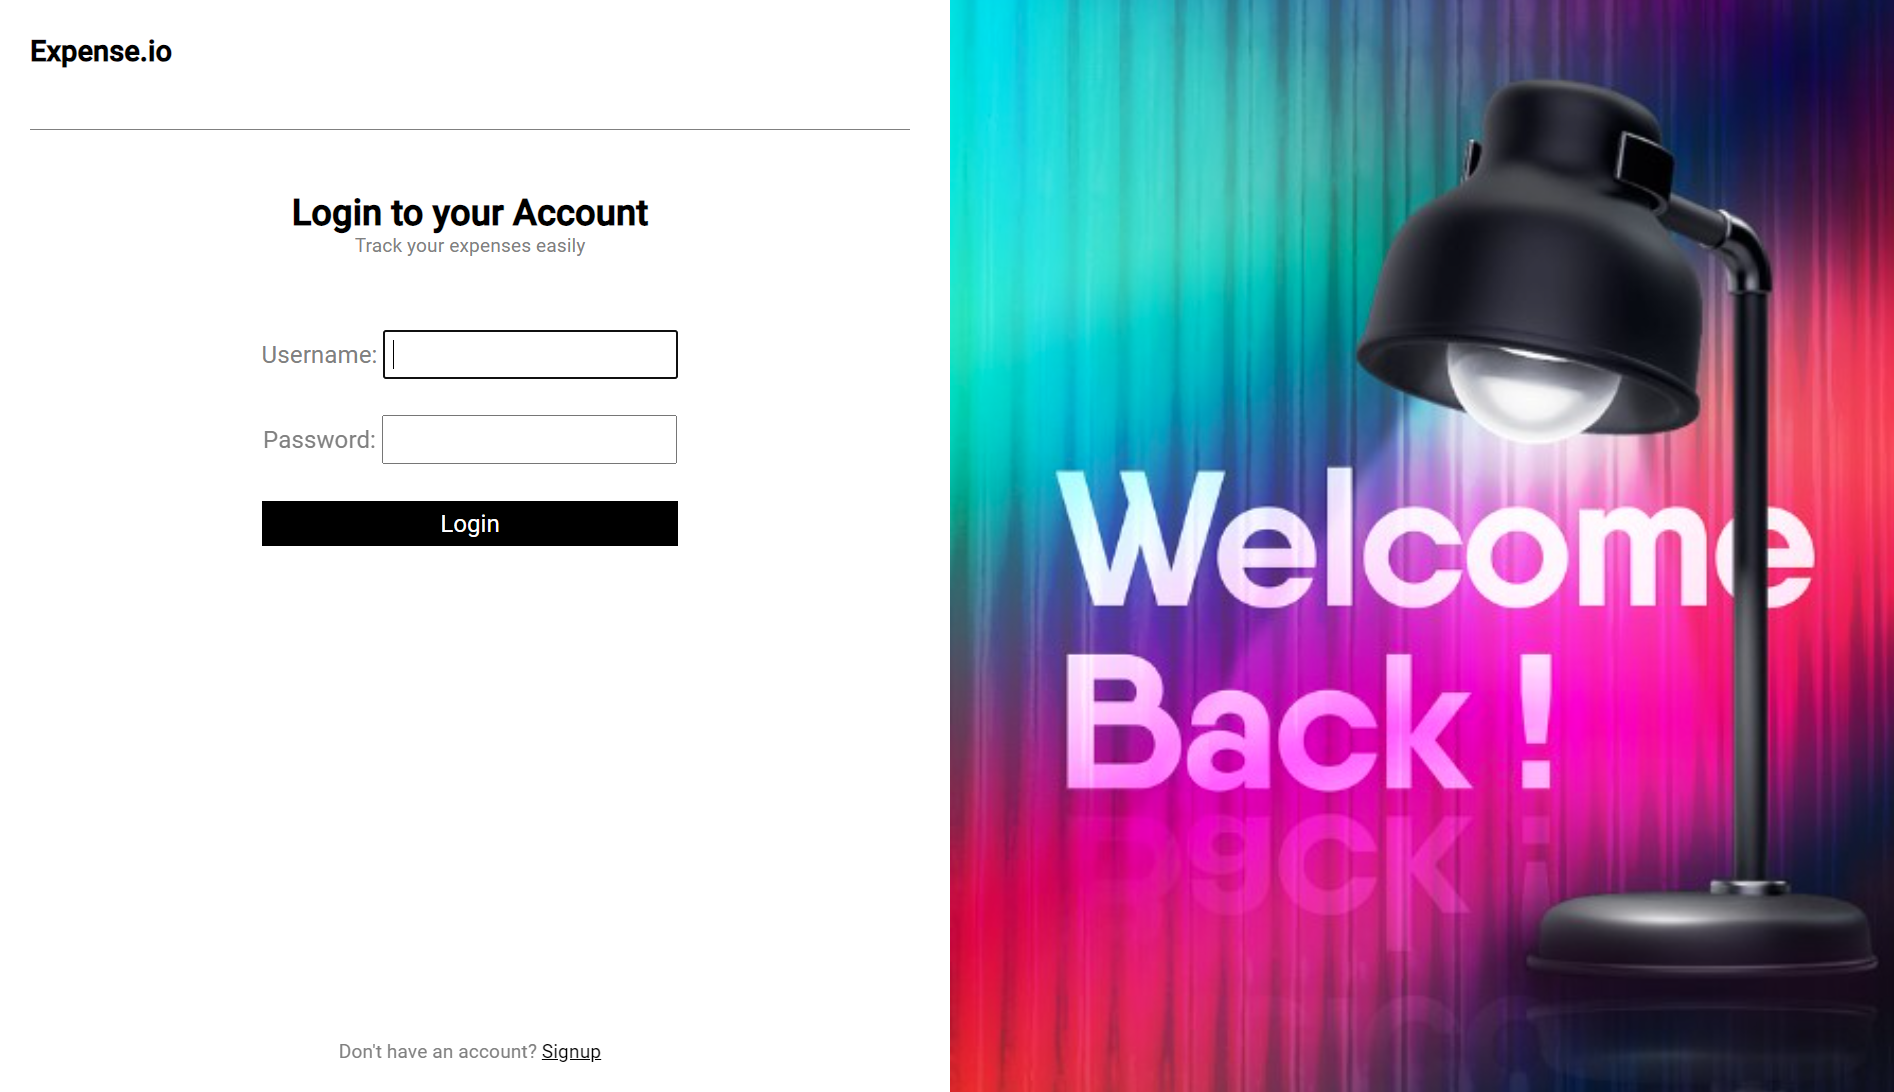 Expense.io
Login to your Account
Track your expenses easily
Username:
Password:
Login
Don't have an account? Signup
Welcome
Back !